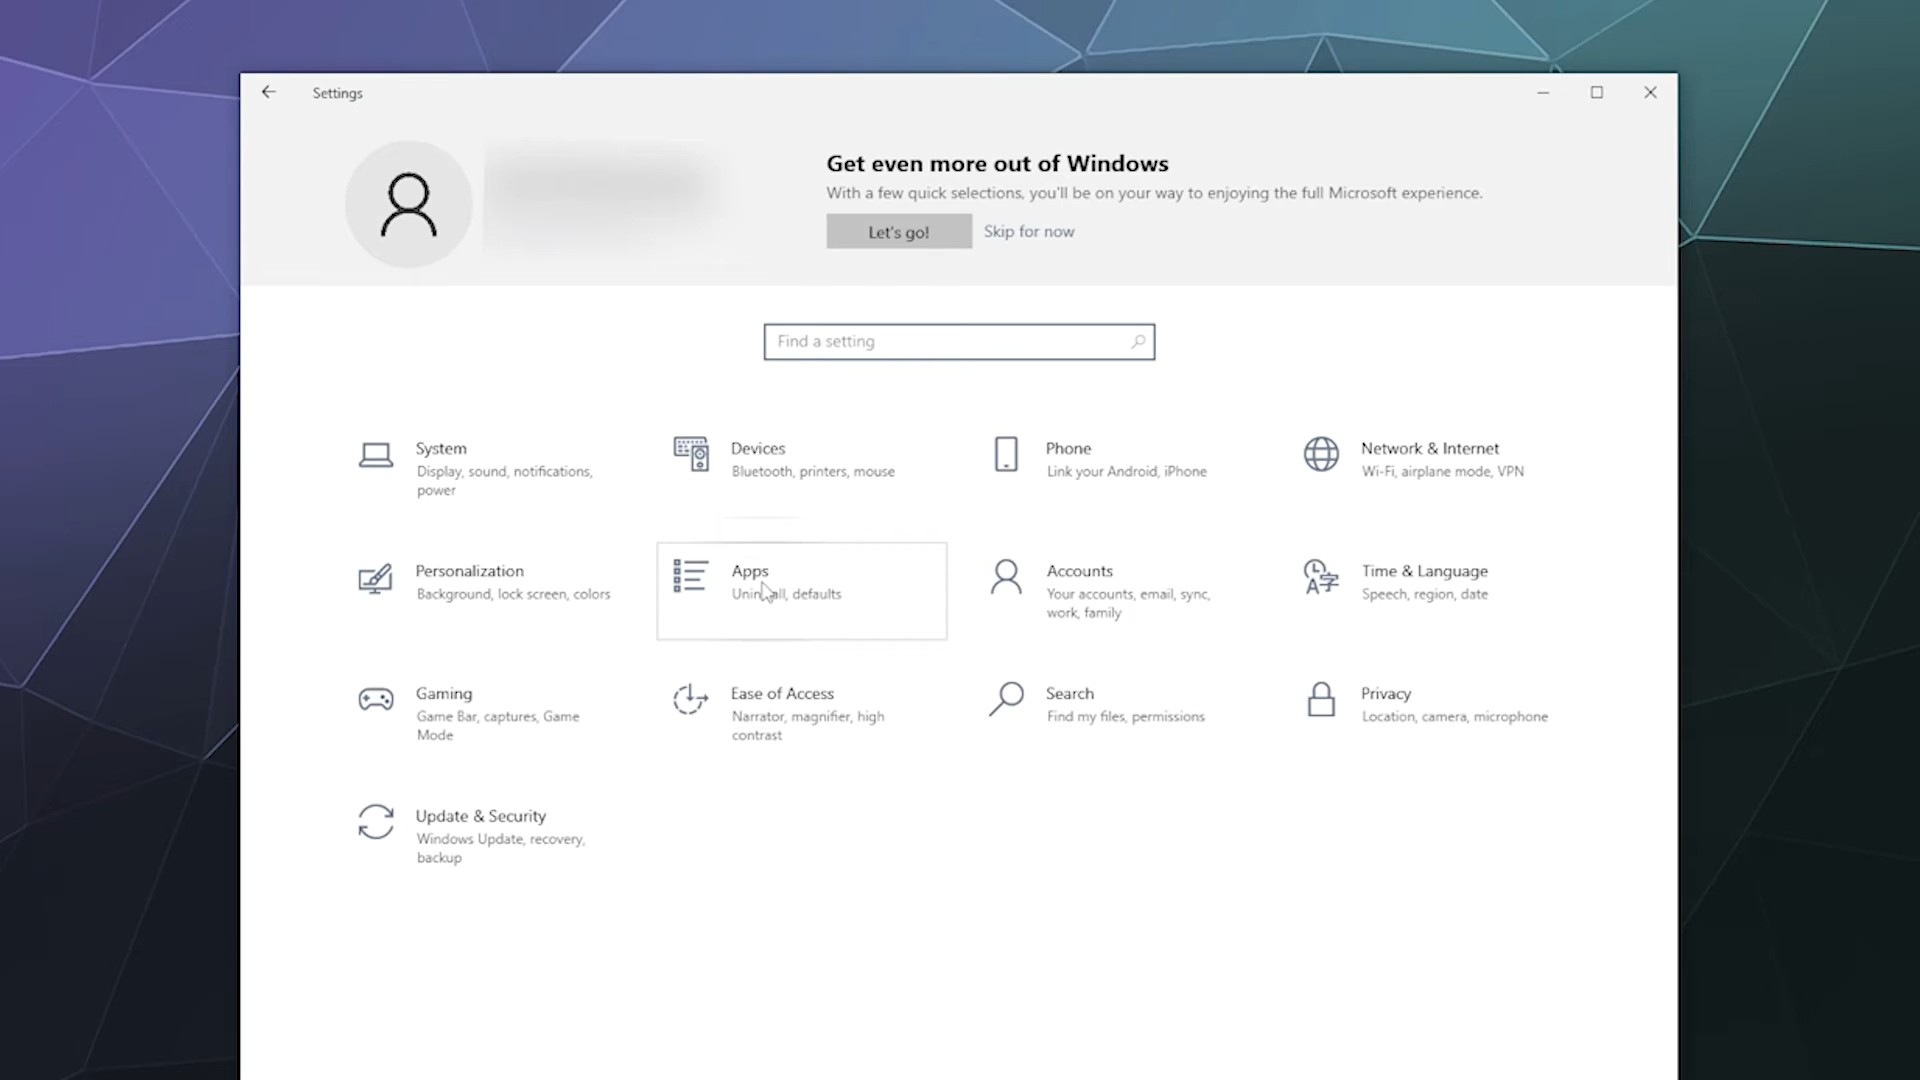 Settings
Get even more out of Windows
With a few quick selections, you'll be on your way to enjoying the full Microsoft experience.
Let's go!
Skip for now
Find a setting
System
Display, sound, notifications,
power
Devices
Bluetooth, printers, mouse
Phone
Link your Android, iPhone
Network & Internet
Wi-Fi, airplane mode, VPN
Personalization
Background, lock screen, colors
Apps
Uninstall, defaults
Accounts
Your accounts, email, sync,
work, family
Time & Language
Speech, region, date
Gaming
Game Bar, captures, Game
Mode
Ease of Access
Narrator, magnifier, high
contrast
Search
Find my files, permissions
Privacy
Location, camera, microphone
Update & Security
Windows Update, recovery,
backup